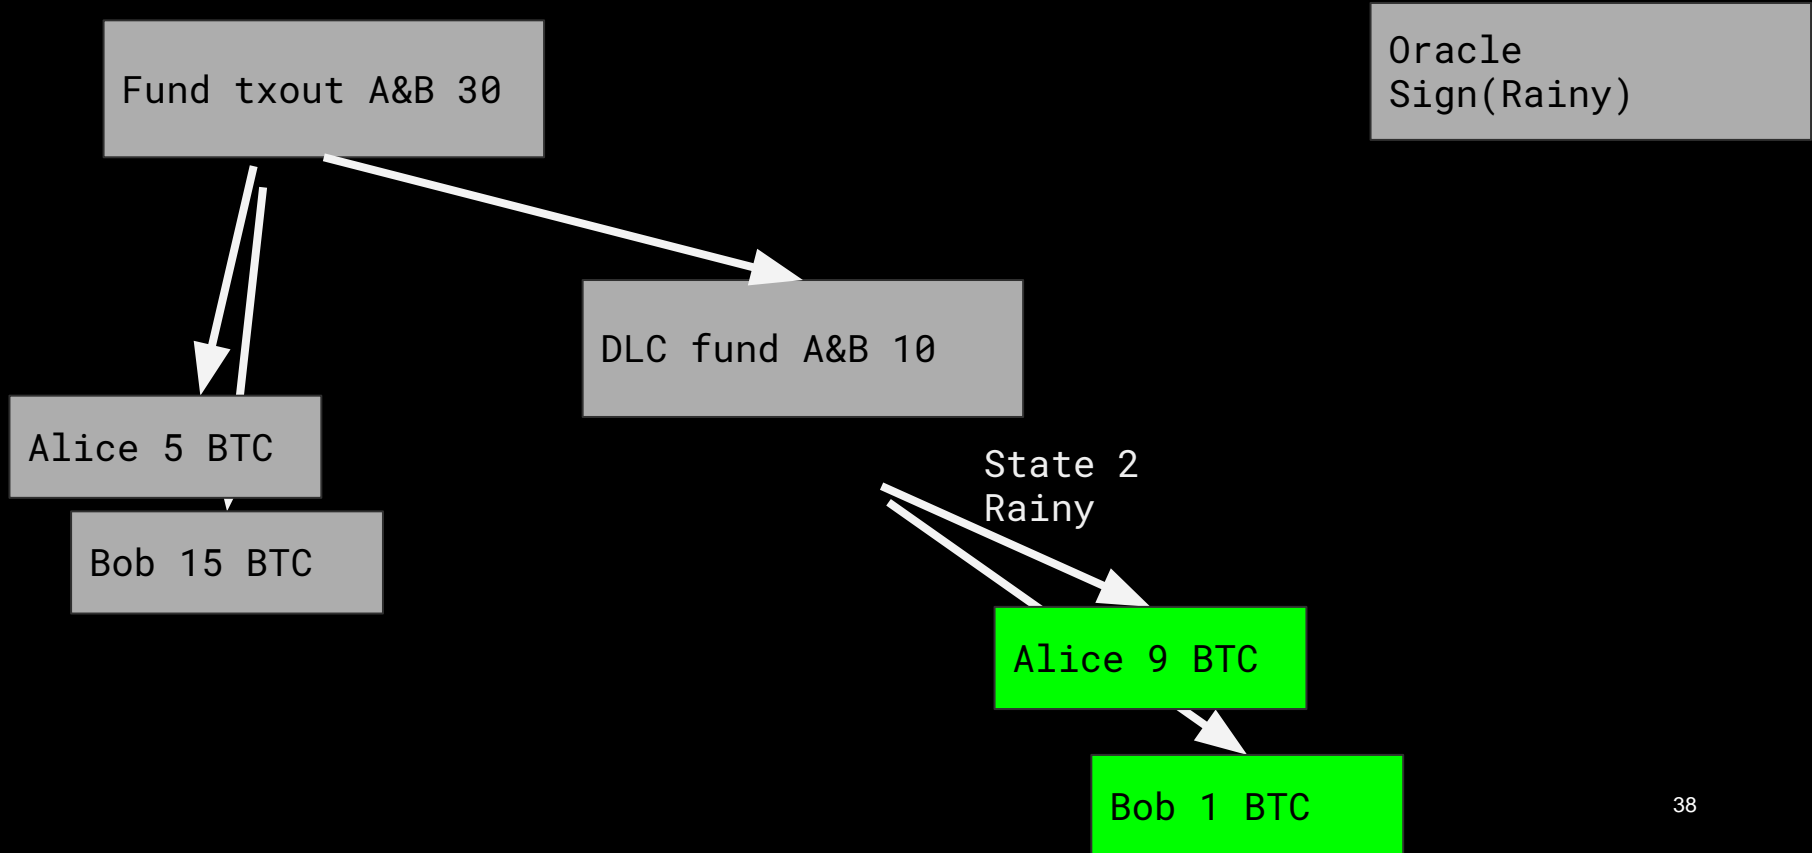 Fund txout A&B 30
Oracle
Sign(Rainy)
DLC fund A&B 10
Alice 5 BTC
Bob 15 BTC
State 2
Rainy
Alice 9 BTC
Bob 1 BTC
38